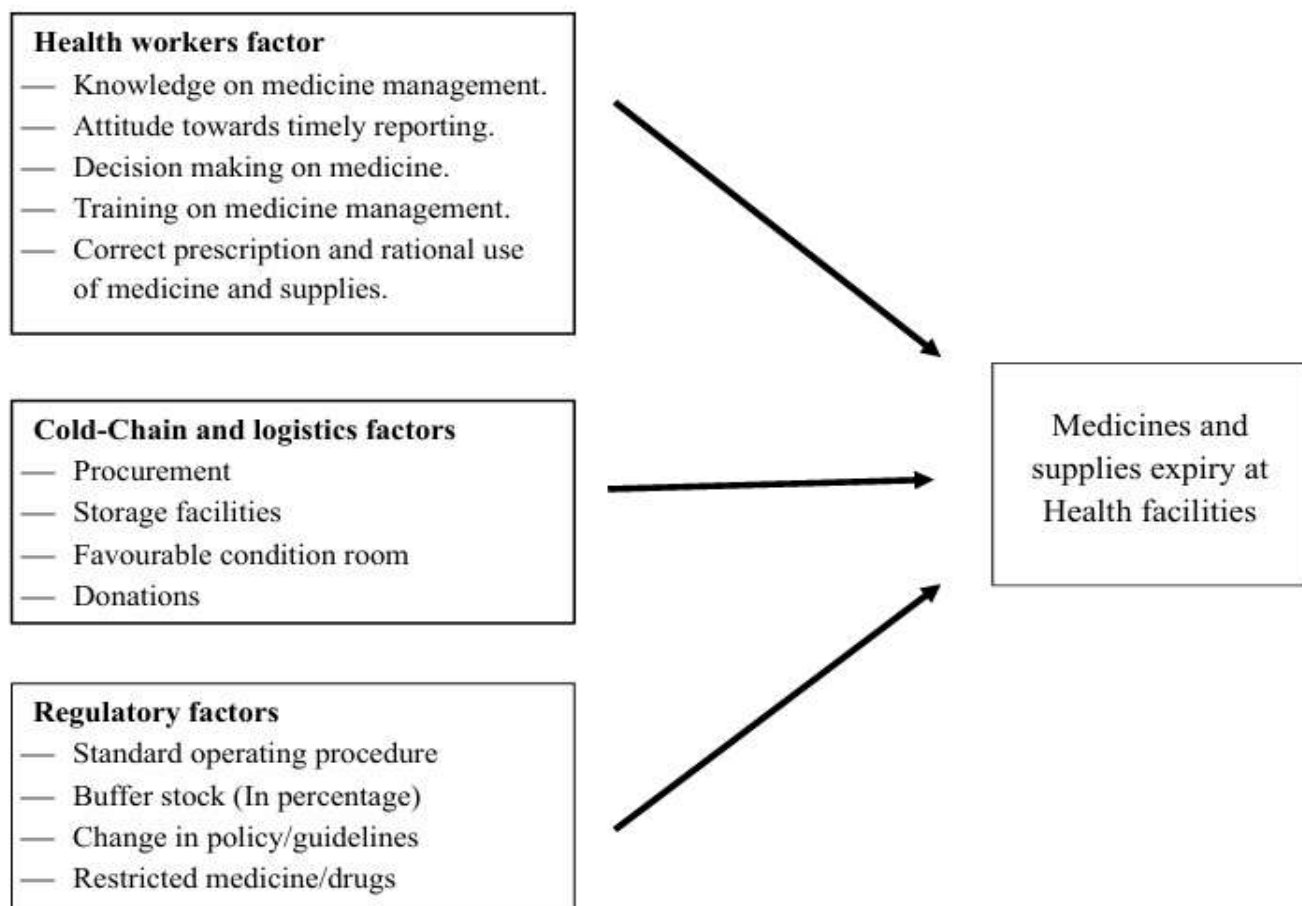 Health workers factor
— Knowledge on medicine management.
— Attitude towards timely reporting.
— Decision making on medicine.
— Training on medicine management.
— Correct prescription and rational use
of medicine and supplies.
Cold-Chain and logistics factors
— Procurement
— Storage facilities
— Favourable condition room
— Donations
Regulatory factors
— Standard operating procedure
— Buffer stock (In percentage)
— Change in policy/guidelines
— Restricted medicine/drugs
Medicines and
supplies expiry at
Health facilities